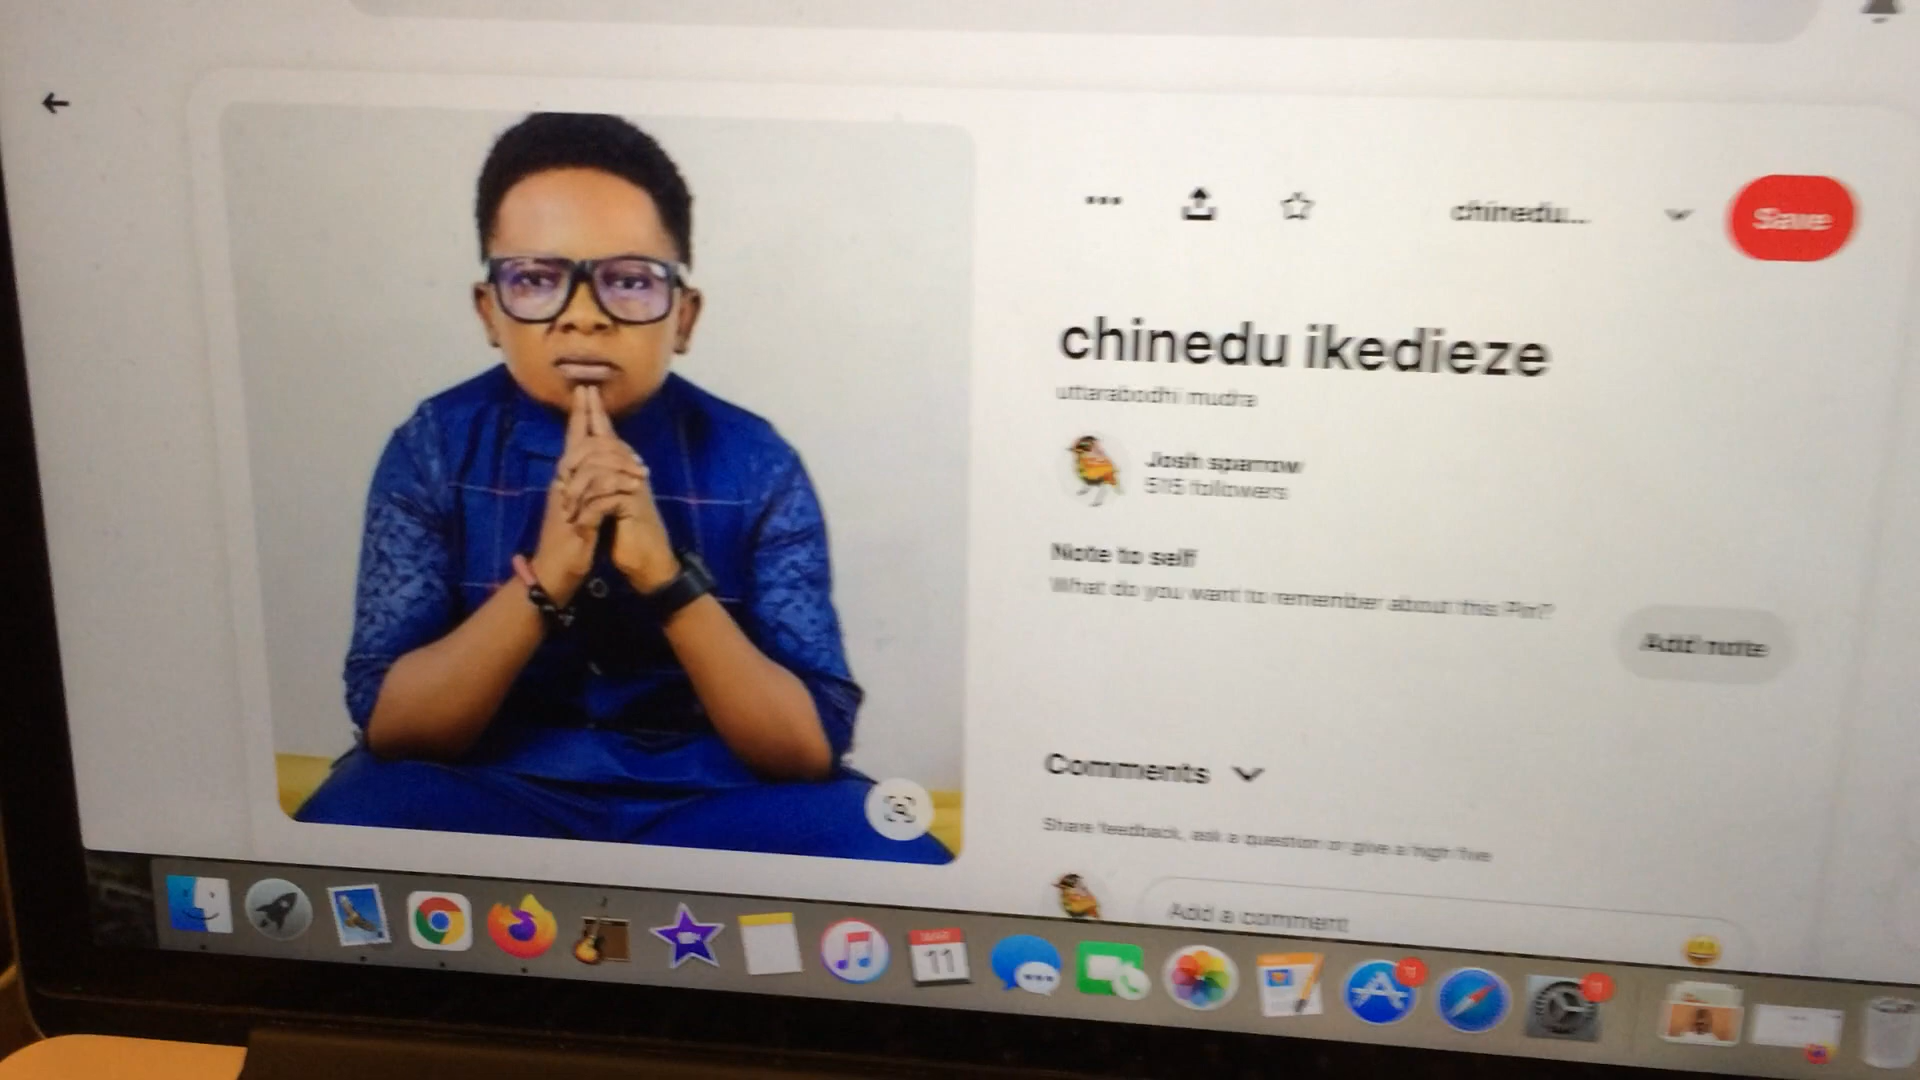 chinedu...
Save
chinedu ikedieze
uttarabodhi mudra
Josh sparrow
515 followers
Note to self
What do you want to remember about this Pin?
Add note
Comments
Share feedback, ask a question or give a high five
Add a comment
11